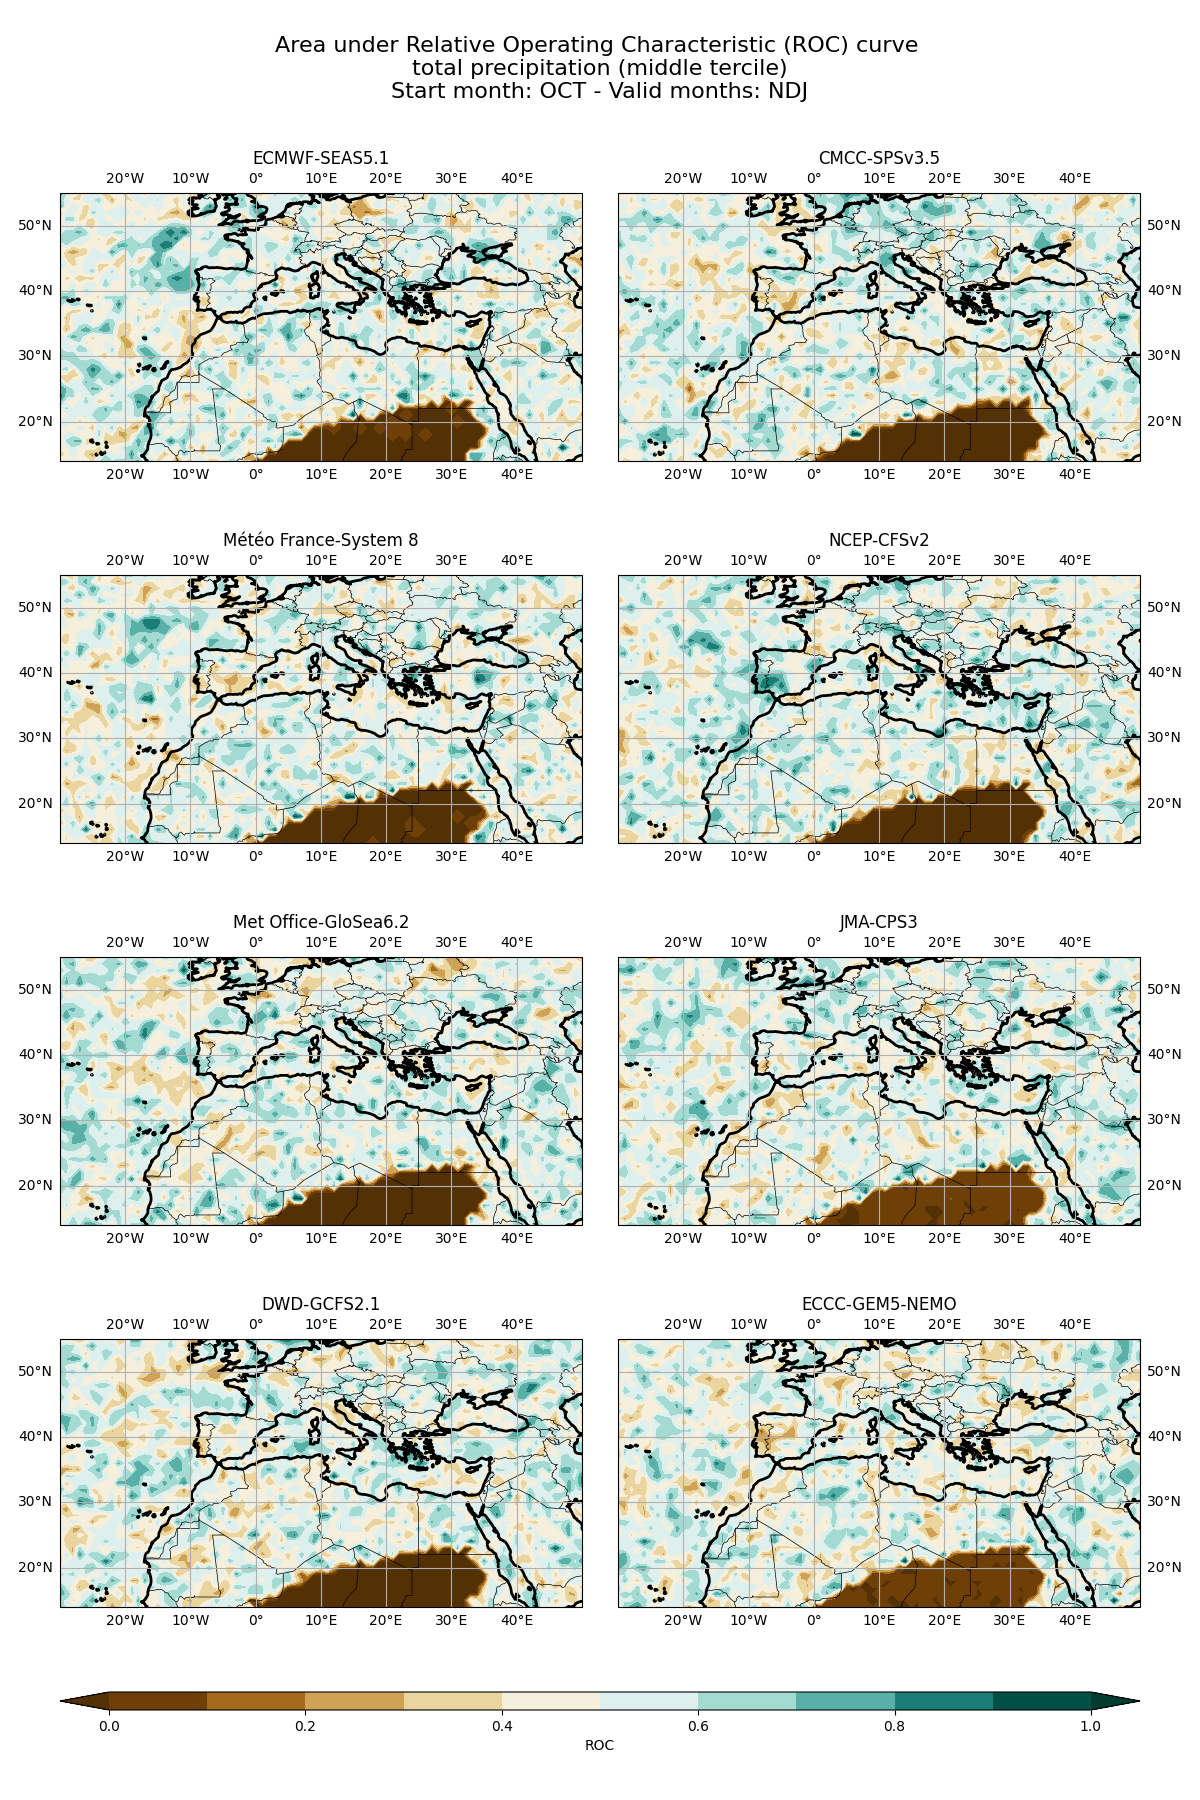 Area under Relative Operating Characteristic (ROC) curve
total precipitation (middle tercile)
Start month: OCT - Valid months: NDJ
ECMWF-SEAS5.1
20°W 10°W 0° 10°E 20°E 30°E 40°E
50°N
40°N
30°N
20°N
20°W 10°W 0° 10°E 20°E 30°E 40°E
CMCC-SPSv3.5
20°W 10°W 0° 10°E 20°E 30°E 40°E
50°N
40°N
30°N
20°N
20°W 10°W 0° 10°E 20°E 30°E 40°E
Météo France-System 8
20°W 10°W 0° 10°E 20°E 30°E 40°E
50°N
40°N
30°N
20°N
20°W 10°W 0° 10°E 20°E 30°E 40°E
NCEP-CFSv2
20°W 10°W 0° 10°E 20°E 30°E 40°E
50°N
40°N
30°N
20°N
20°W 10°W 0° 10°E 20°E 30°E 40°E
Met Office-GloSea6.2
20°W 10°W 0° 10°E 20°E 30°E 40°E
50°N
40°N
30°N
20°N
20°W 10°W 0° 10°E 20°E 30°E 40°E
JMA-CPS3
20°W 10°W 0° 10°E 20°E 30°E 40°E
50°N
40°N
30°N
20°N
20°W 10°W 0° 10°E 20°E 30°E 40°E
DWD-GCFS2.1
20°W 10°W 0° 10°E 20°E 30°E 40°E
50°N
40°N
30°N
20°N
20°W 10°W 0° 10°E 20°E 30°E 40°E
ECCC-GEM5-NEMO
20°W 10°W 0° 10°E 20°E 30°E 40°E
50°N
40°N
30°N
20°N
20°W 10°W 0° 10°E 20°E 30°E 40°E
0.0 0.2 0.4 0.6 0.8 1.0
ROC